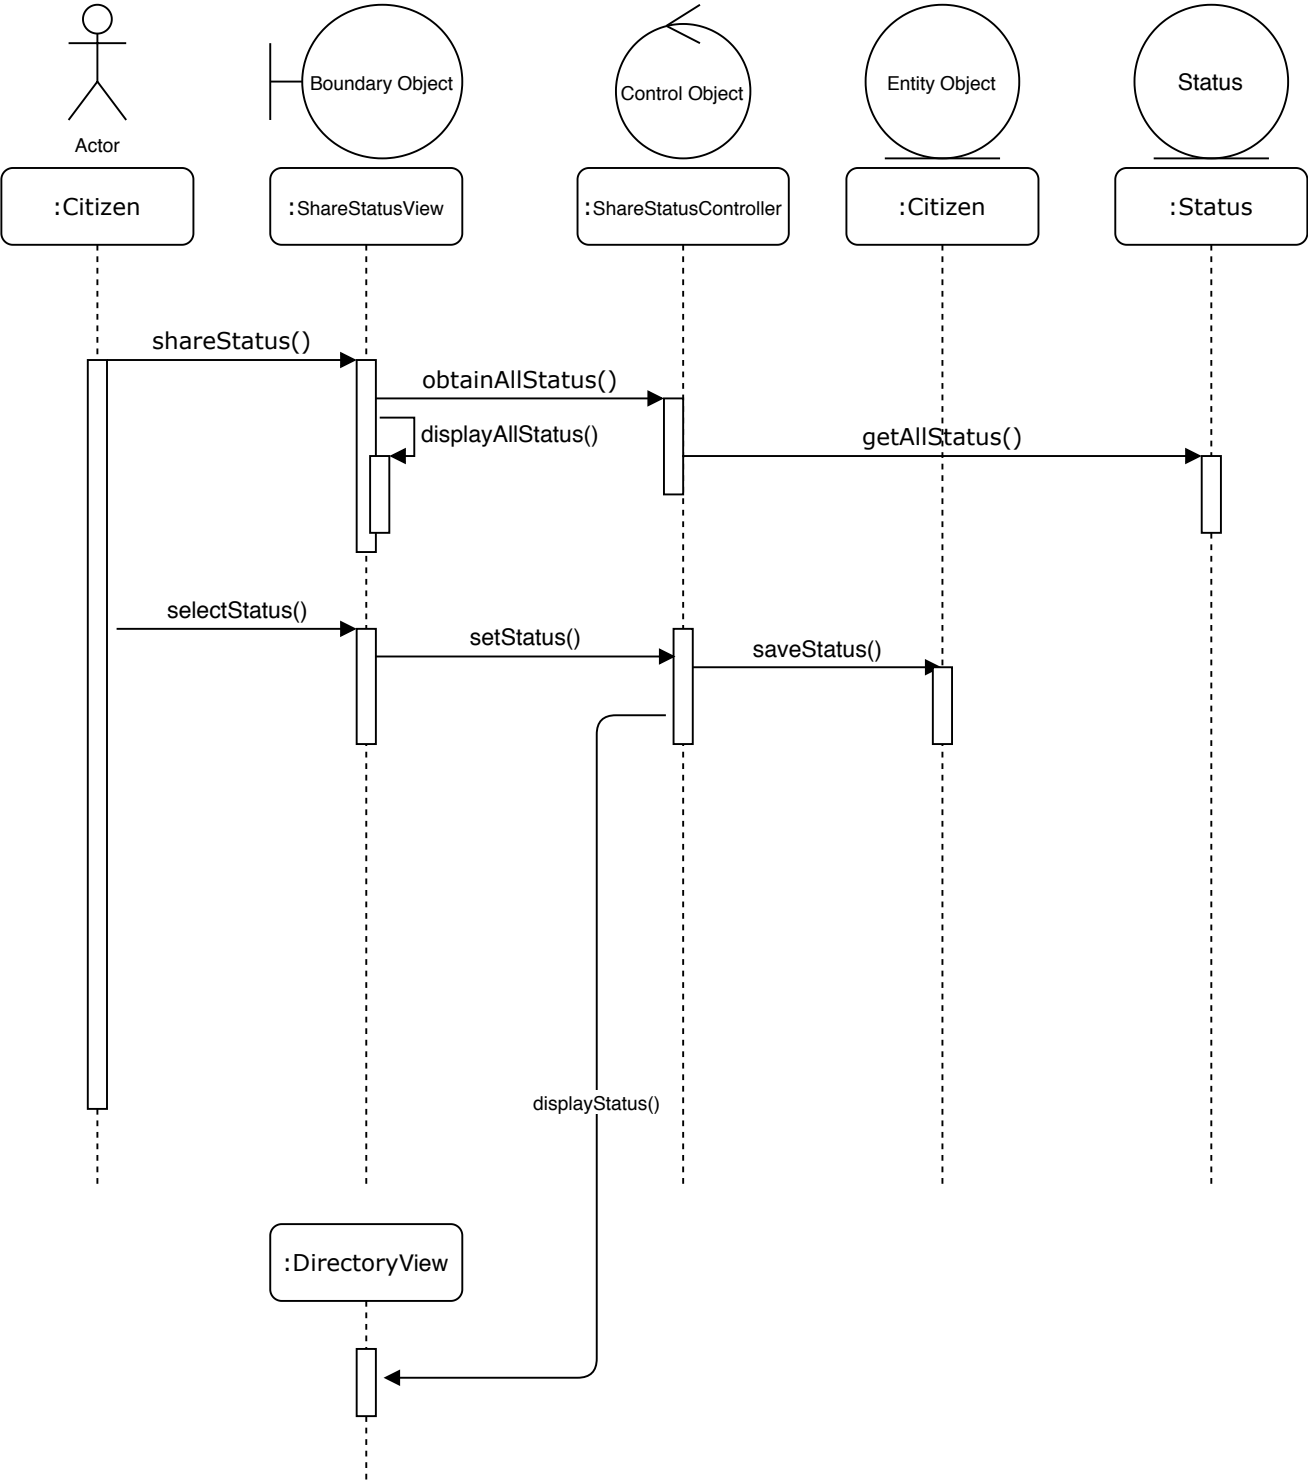 Actor
Boundary Object
Control Object
Entity Object
Status
:Citizen
:ShareStatusView
:ShareStatusController
:Citizen
:Status
shareStatus()
obtainAllStatus()
displayAllStatus()
getAllStatus()
selectStatus()
setStatus()
saveStatus()
displayStatus()
:DirectoryView